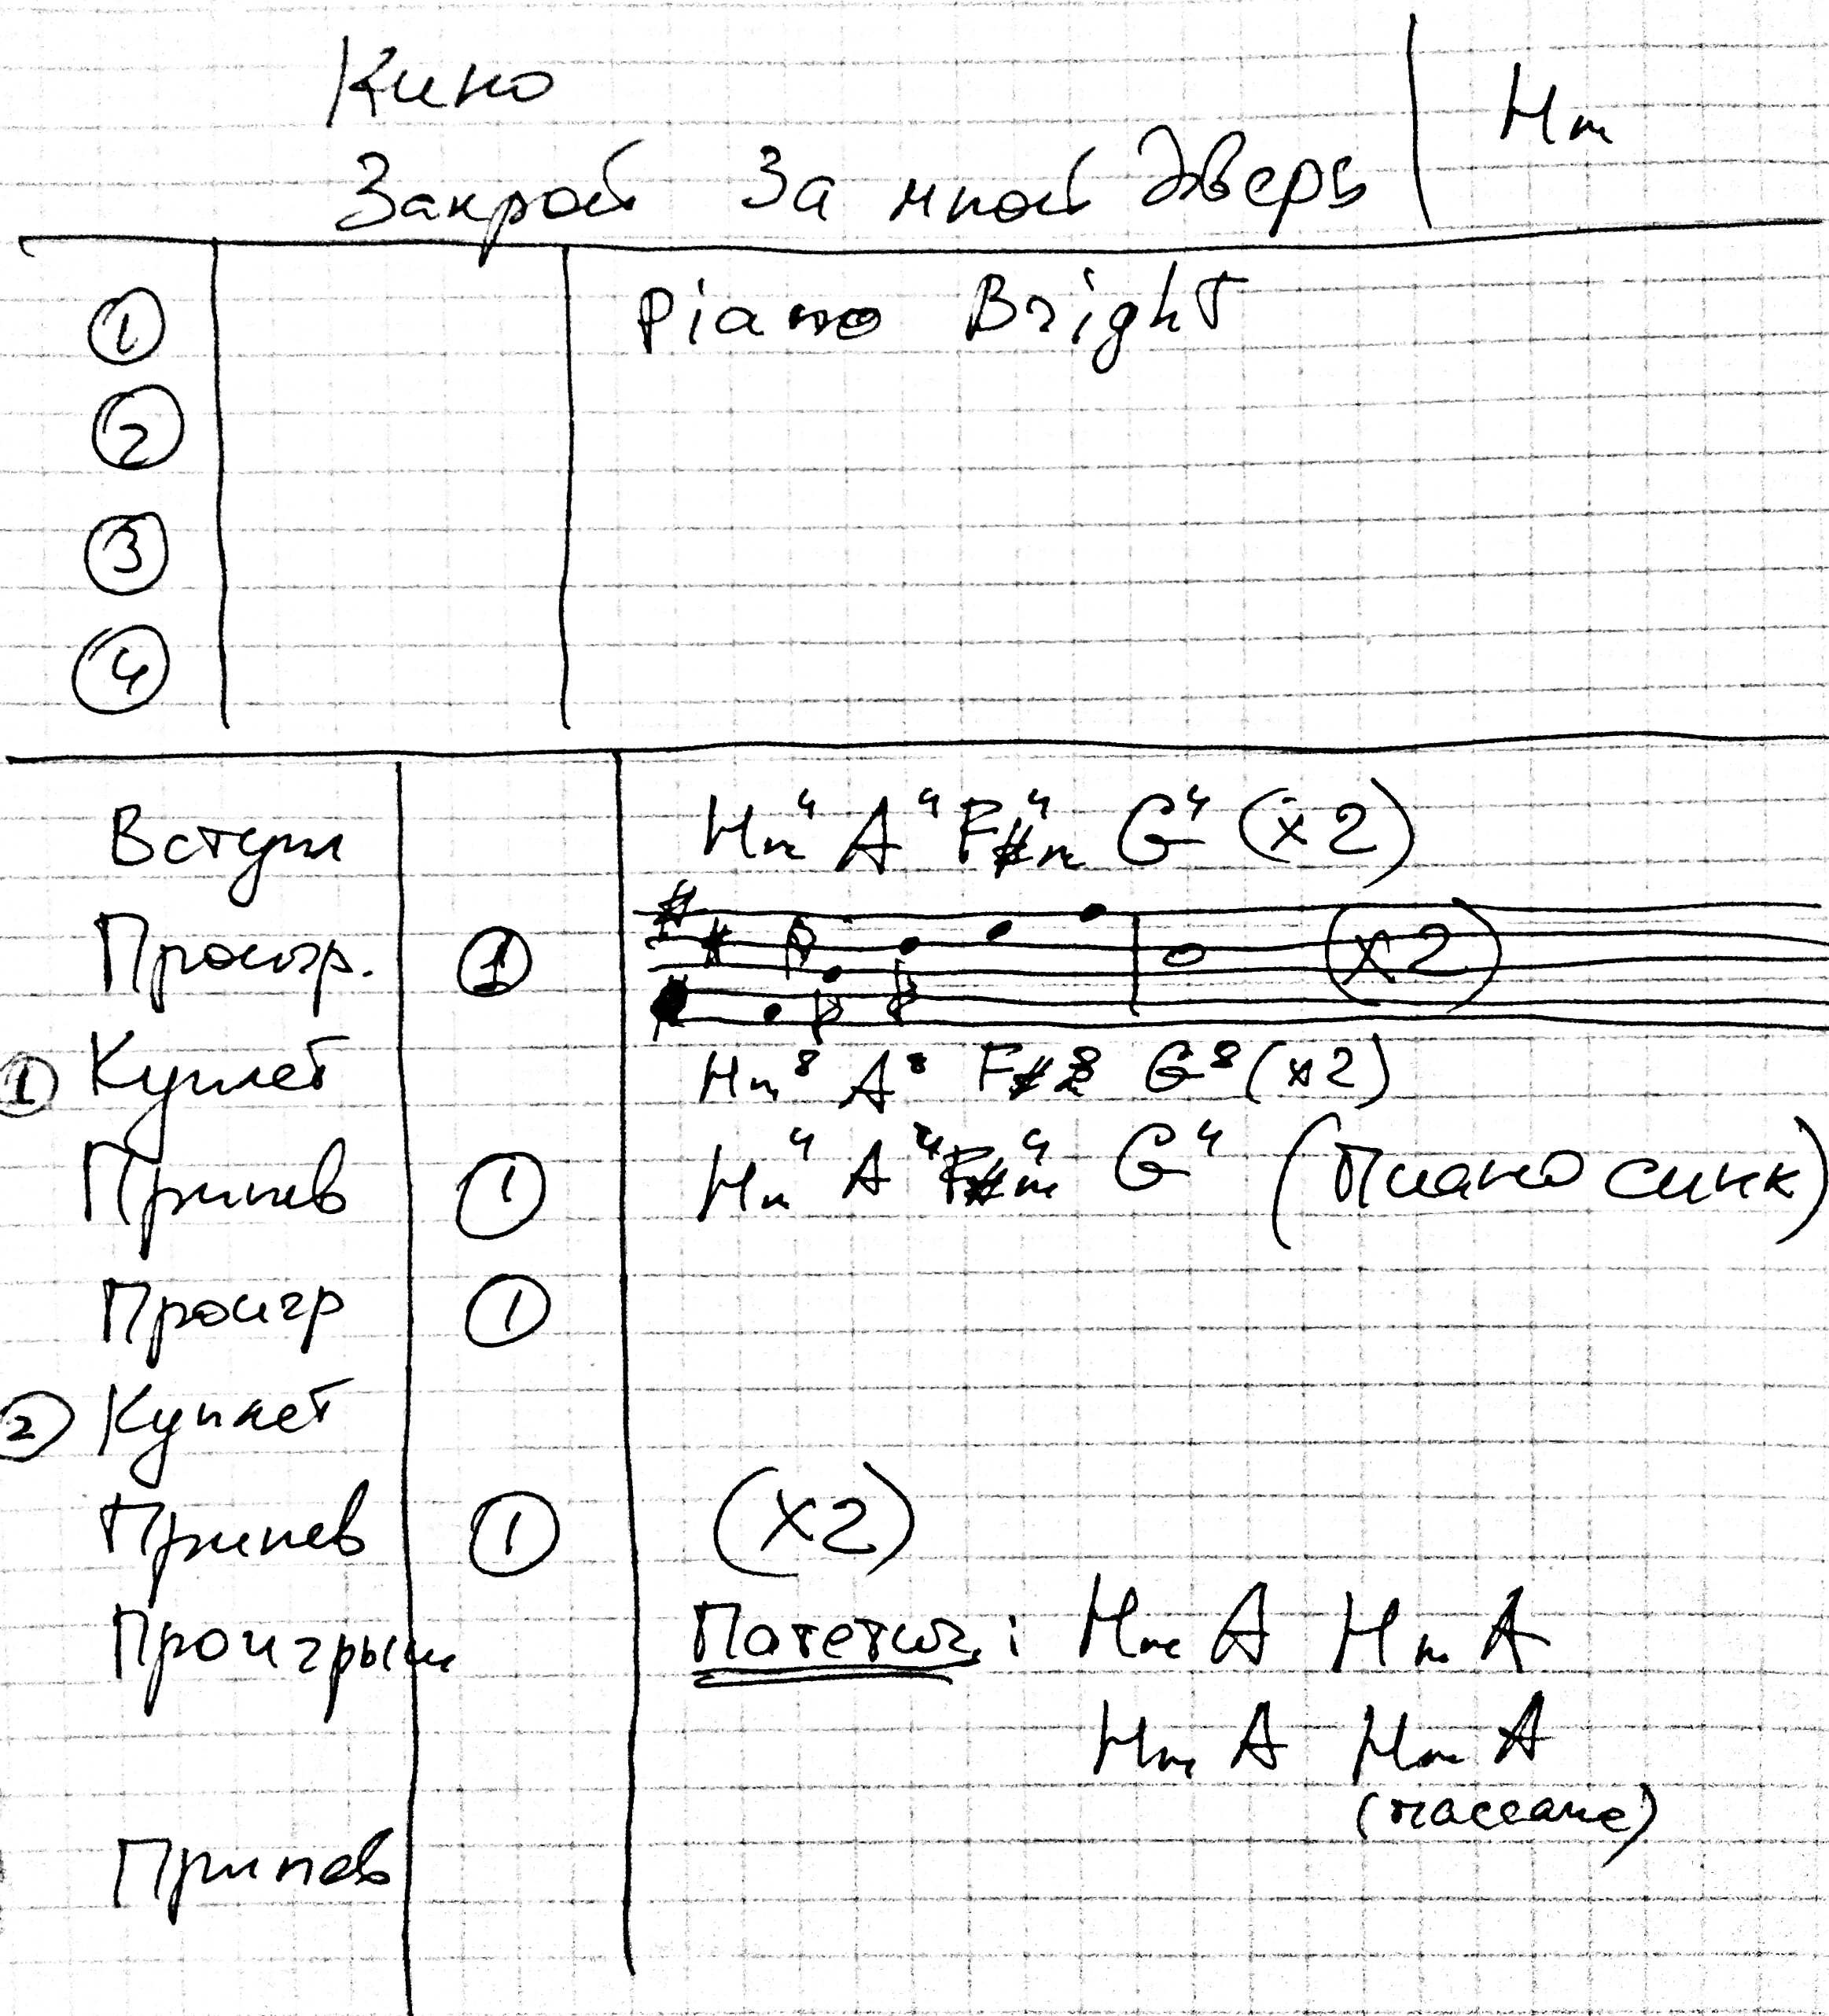 Кино
Закрой за мной дверь | Hm
① Piano Bright
②
③
④
Вступл Hm⁴ A⁴ F#m⁴ G⁴ (x2)
Проигр. ① (x2)
① Куплет Hm⁸ A⁸ F#m⁸ G⁸ (x2)
Припев ① Hm⁴ A⁴ F#m⁴ G⁴ (Пиано синк)
Проигр ①
② Куплет
Припев ① (x2)
Проигрыш Патетич: Hm A Hm A
Hm A Hm A
(пассаж)
Припев